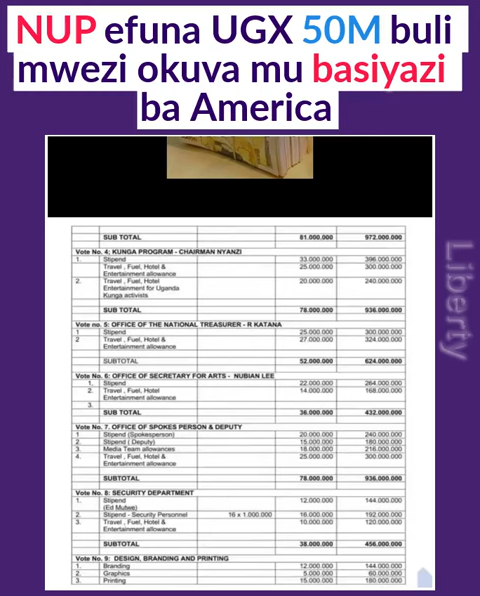 NUP efuna UGX 50M buli
mwezi okuva mu basiyazi
ba America
SUB TOTAL 81.000.000 972.000.000
Vote No. 4; KUNGA PROGRAM - CHAIRMAN NYANZI
1. Stipend 33.000.000 396.000.000
Travel , Fuel, Hotel & 25.000.000 300.000.000
Entertainment allowance
2. Travel , Fuel, Hotel 20.000.000 240.000.000
Entertainment for Uganda
Kunga activists
SUB TOTAL 78.000.000 936.000.000
Vote no. 5: OFFICE OF THE NATIONAL TREASURER - R KATANA
1 Stipend 25.000.000 300.000.000
2 Travel , Fuel, Hotel & 27.000.000 324.000.000
Entertainment allowance
SUBTOTAL 52.000.000 624.000.000
Vote No. 6: OFFICE OF SECRETARY FOR ARTS - NUBIAN LEE
1. Stipend 22.000.000 264.000.000
2. Travel , Fuel, Hotel 14.000.000 168.000.000
Entertainment allowance
3.
SUB TOTAL 36.000.000 432.000.000
Vote No. 7. OFFICE OF SPOKES PERSON & DEPUTY
1 Stipend (Spokesperson) 20.000.000 240.000.000
2. Stipend ( Deputy) 15.000.000 180.000.000
3. Media Team allowances 18.000.000 216.000.000
4. Travel , Fuel, Hotel & 25.000.000 300.000.000
Entertainment allowance
SUBTOTAL 78.000.000 936.000.000
Vote No. 8: SECURITY DEPARTMENT
1. Stipend 12.000.000 144.000.000
(Ed Mutwe)
2. Stipend - Security Personnel 16 x 1.000.000 16.000.000 192.000.000
3. Travel , Fuel, Hotel & 10.000.000 120.000.000
Entertainment allowance
SUBTOTAL 38.000.000 456.000.000
Vote No. 9: DESIGN, BRANDING AND PRINTING
1. Branding 12.000.000 144.000.000
2. Graphics 5.000.000 60.000.000
3. Printing 15.000.000 180.000.000
Liberty